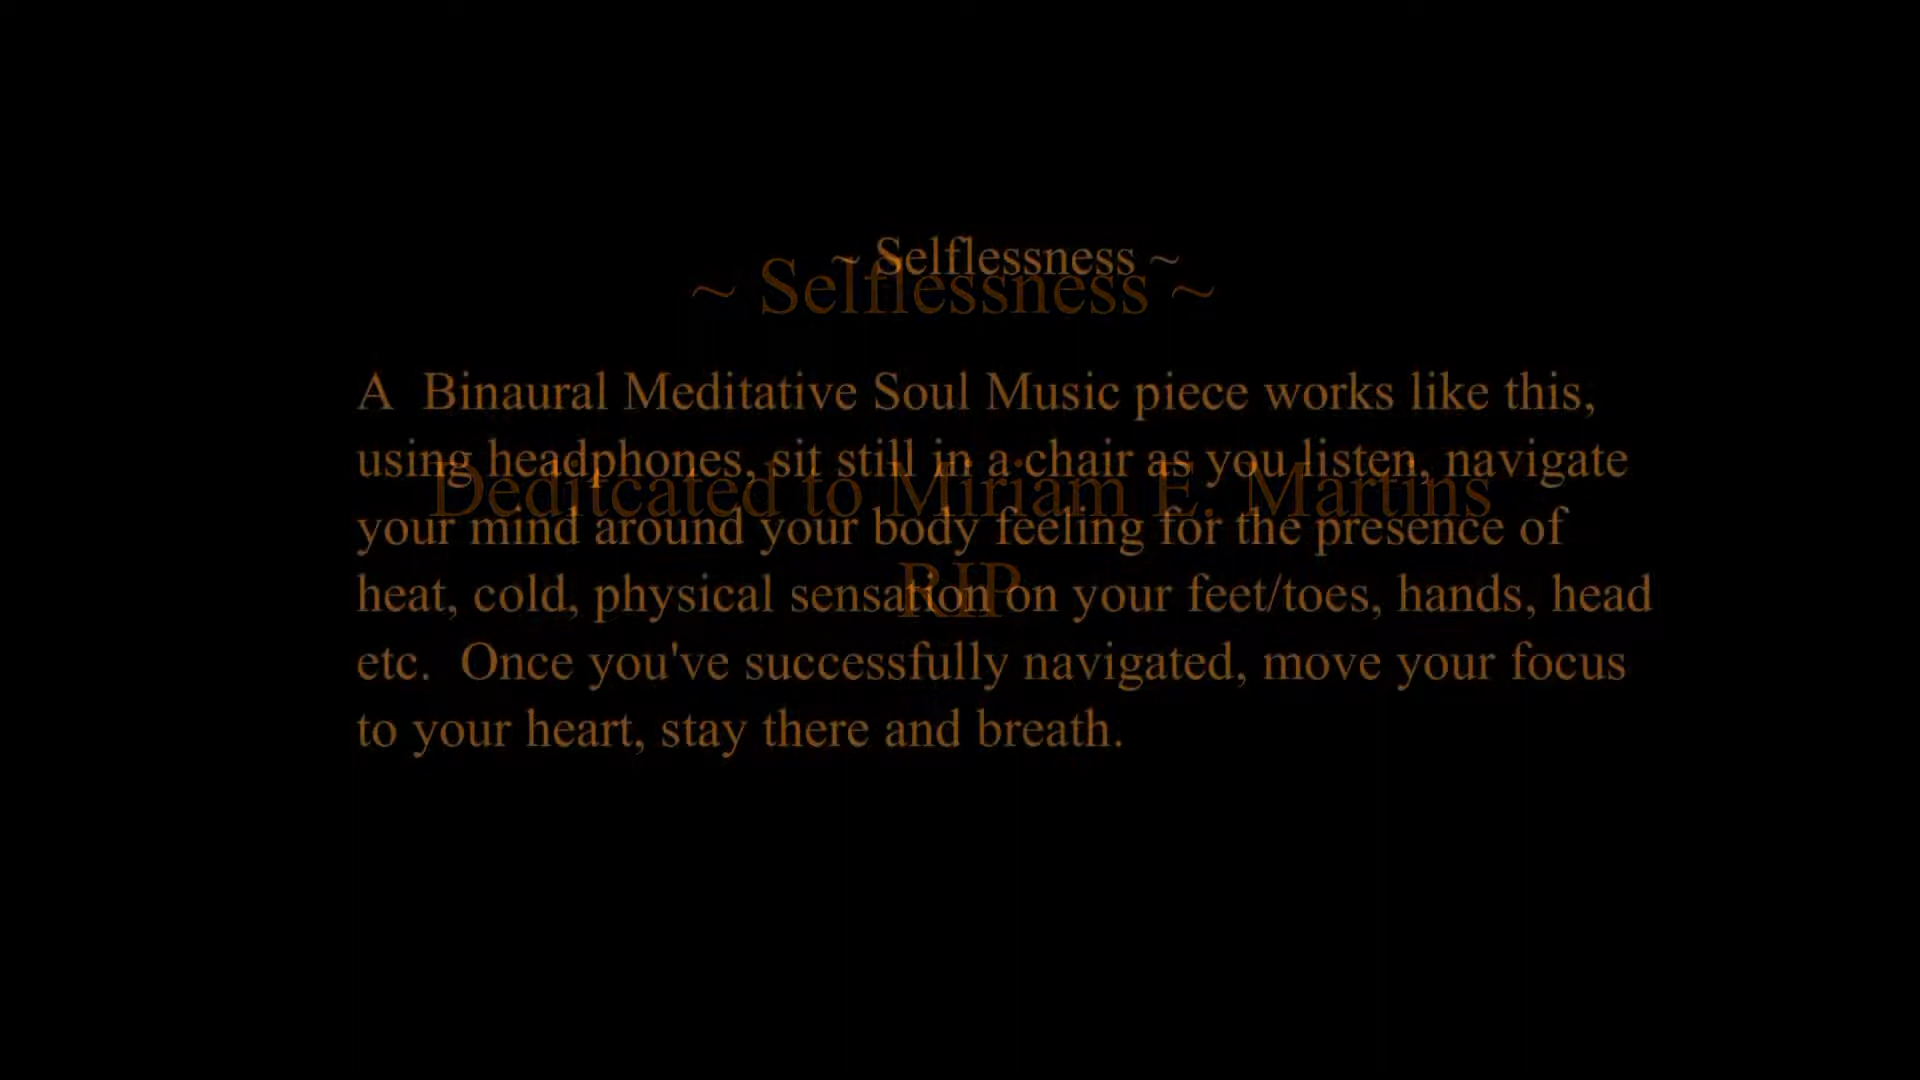 ~ Selflessness ~
~ Selflessness ~
A  Binaural Meditative Soul Music piece works like this,
using headphones, sit still in a chair as you listen, navigate
Deditcated to Miriam E. Martins
your mind around your body feeling for the presence of
RIP
heat, cold, physical sensation on your feet/toes, hands, head
etc.  Once you've successfully navigated, move your focus
to your heart, stay there and breath.